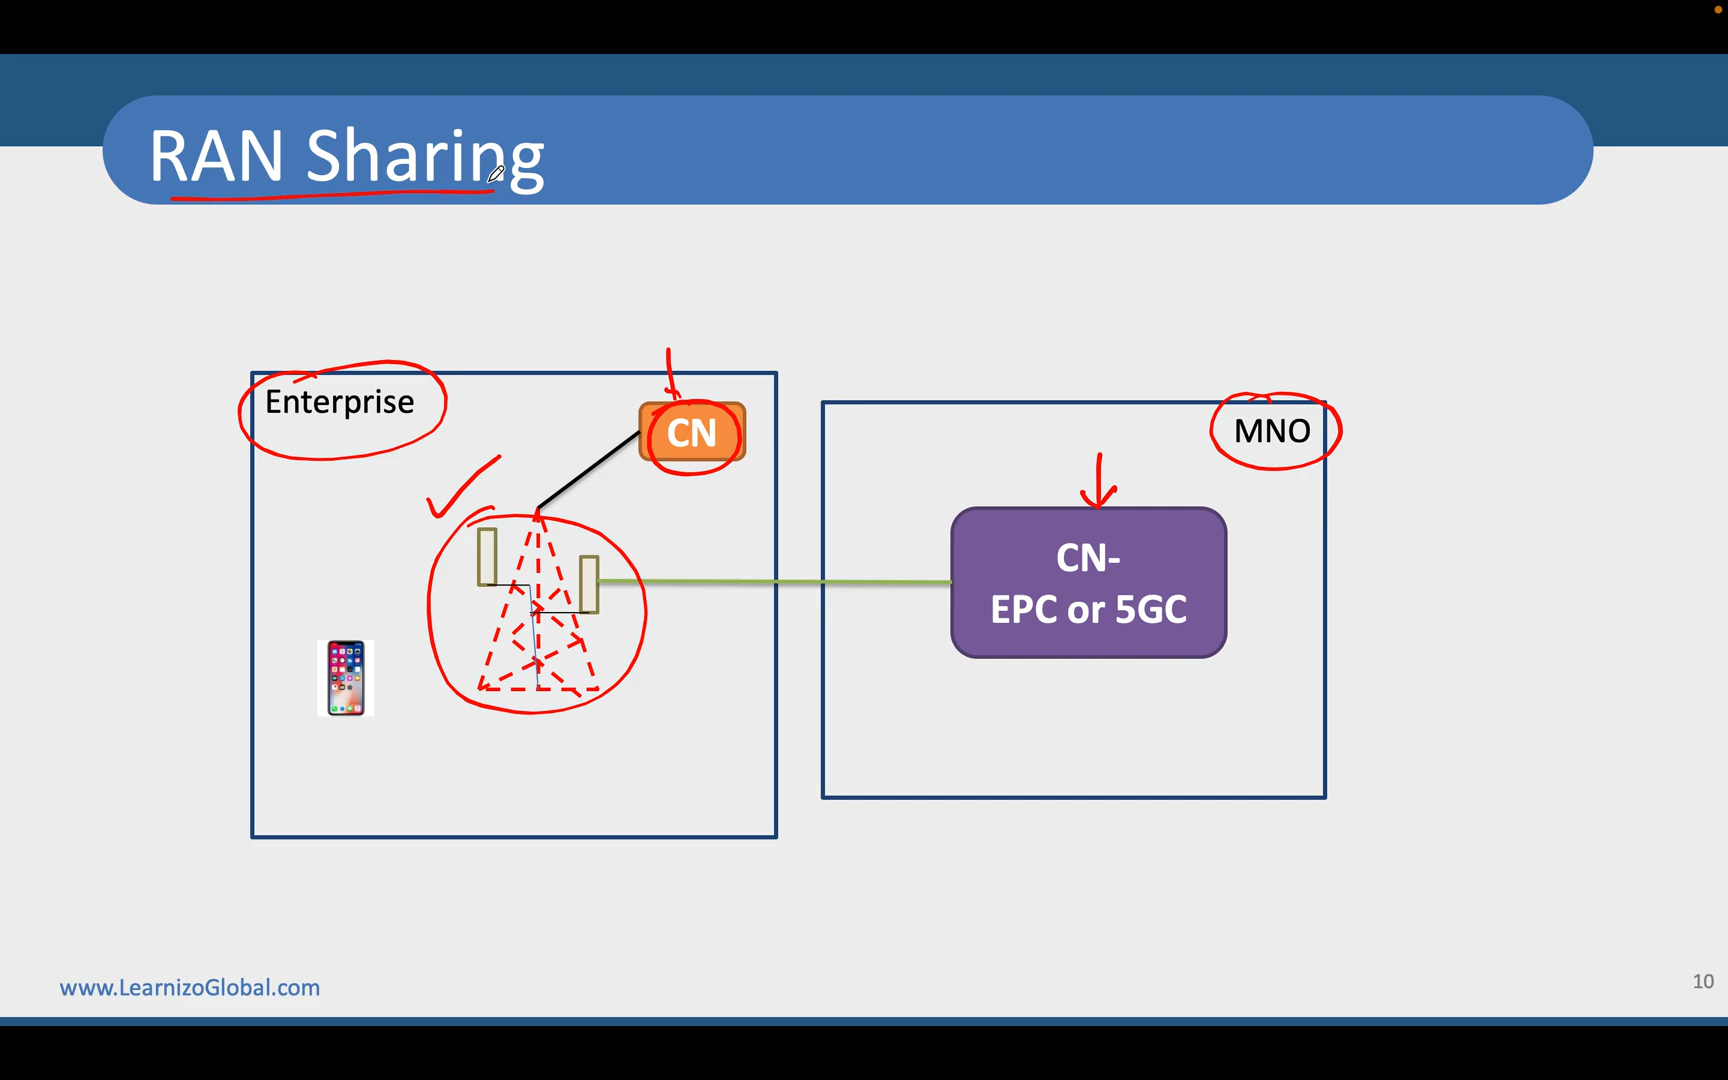 RAN Sharing
Enterprise
CN
MNO
CN-
EPC or 5GC
www.LearnizoGlobal.com
10